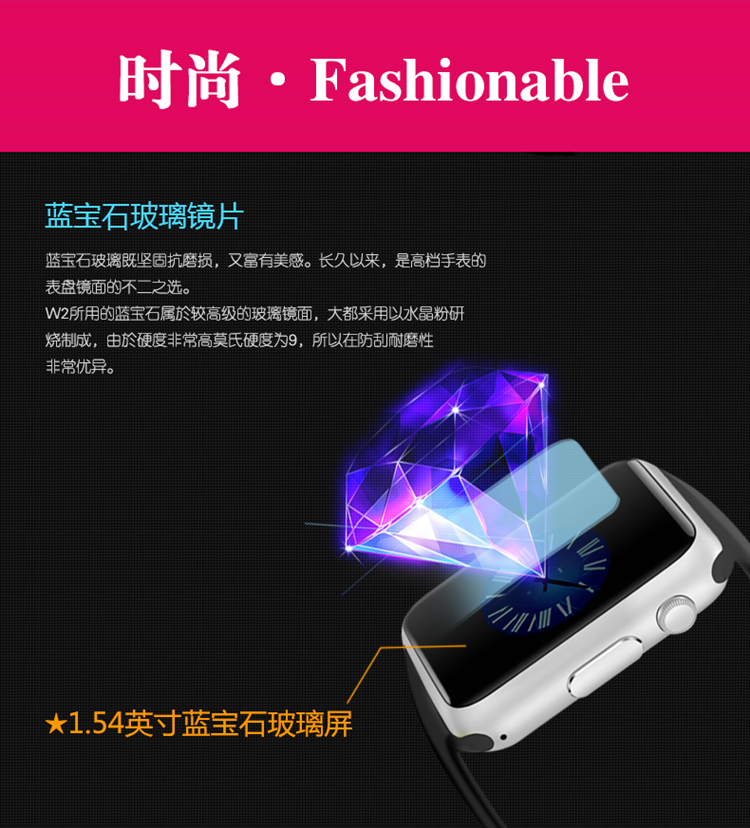 时尚·Fashionable
蓝宝石玻璃镜片
蓝宝石玻璃既坚固抗磨损，又富有美感。长久以来，是高档手表的
表盘镜面的不二之选。
W2所用的蓝宝石属於较高级的玻璃镜面，大都采用以水晶粉研
烧制成，由於硬度非常高莫氏硬度为9，所以在防刮耐磨性
非常优异。
★1.54英寸蓝宝石玻璃屏